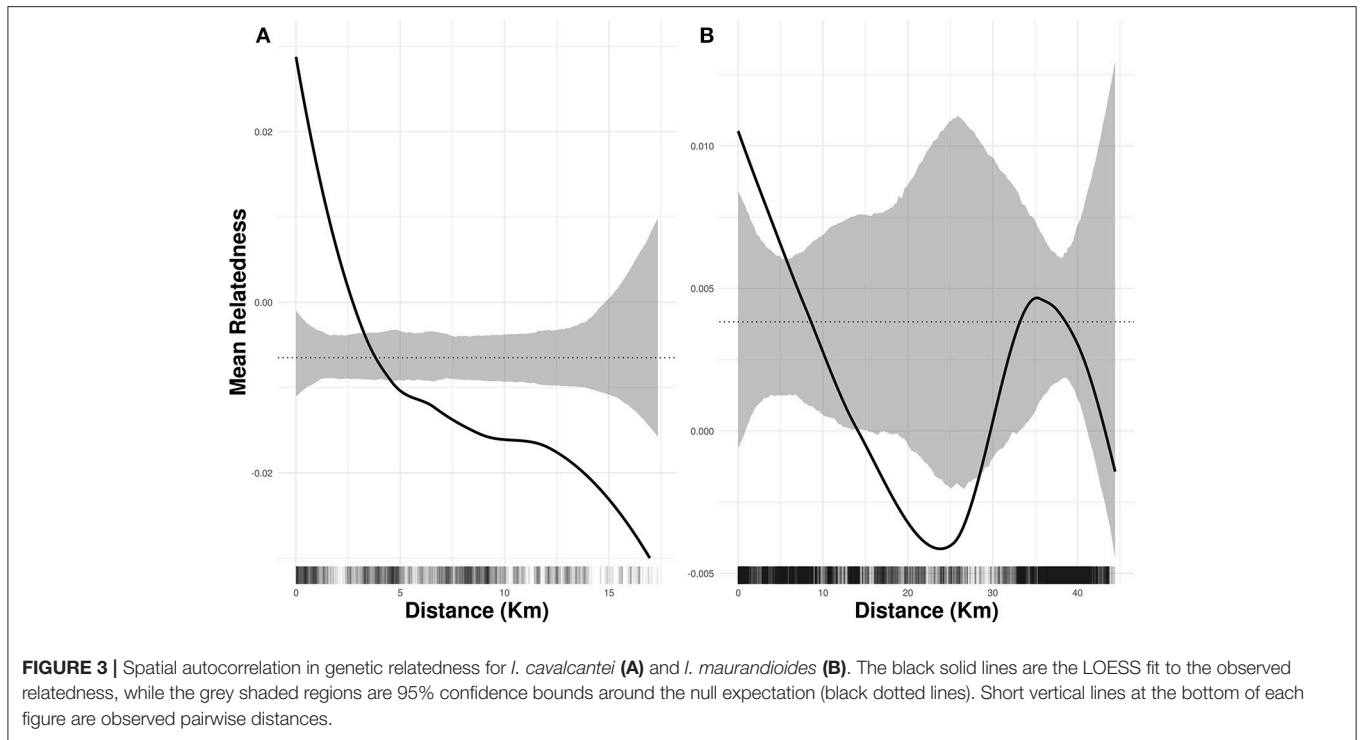 A
B
Mean Relatedness
0.02
0.00
-0.02
0
5
10
15
Distance (Km)
0.010
0.005
0.000
-0.005
0
10
20
30
40
Distance (Km)
FIGURE 3 | Spatial autocorrelation in genetic relatedness for I. cavalcantei (A) and I. maurandioides (B). The black solid lines are the LOESS fit to the observed
relatedness, while the grey shaded regions are 95% confidence bounds around the null expectation (black dotted lines). Short vertical lines at the bottom of each
figure are observed pairwise distances.